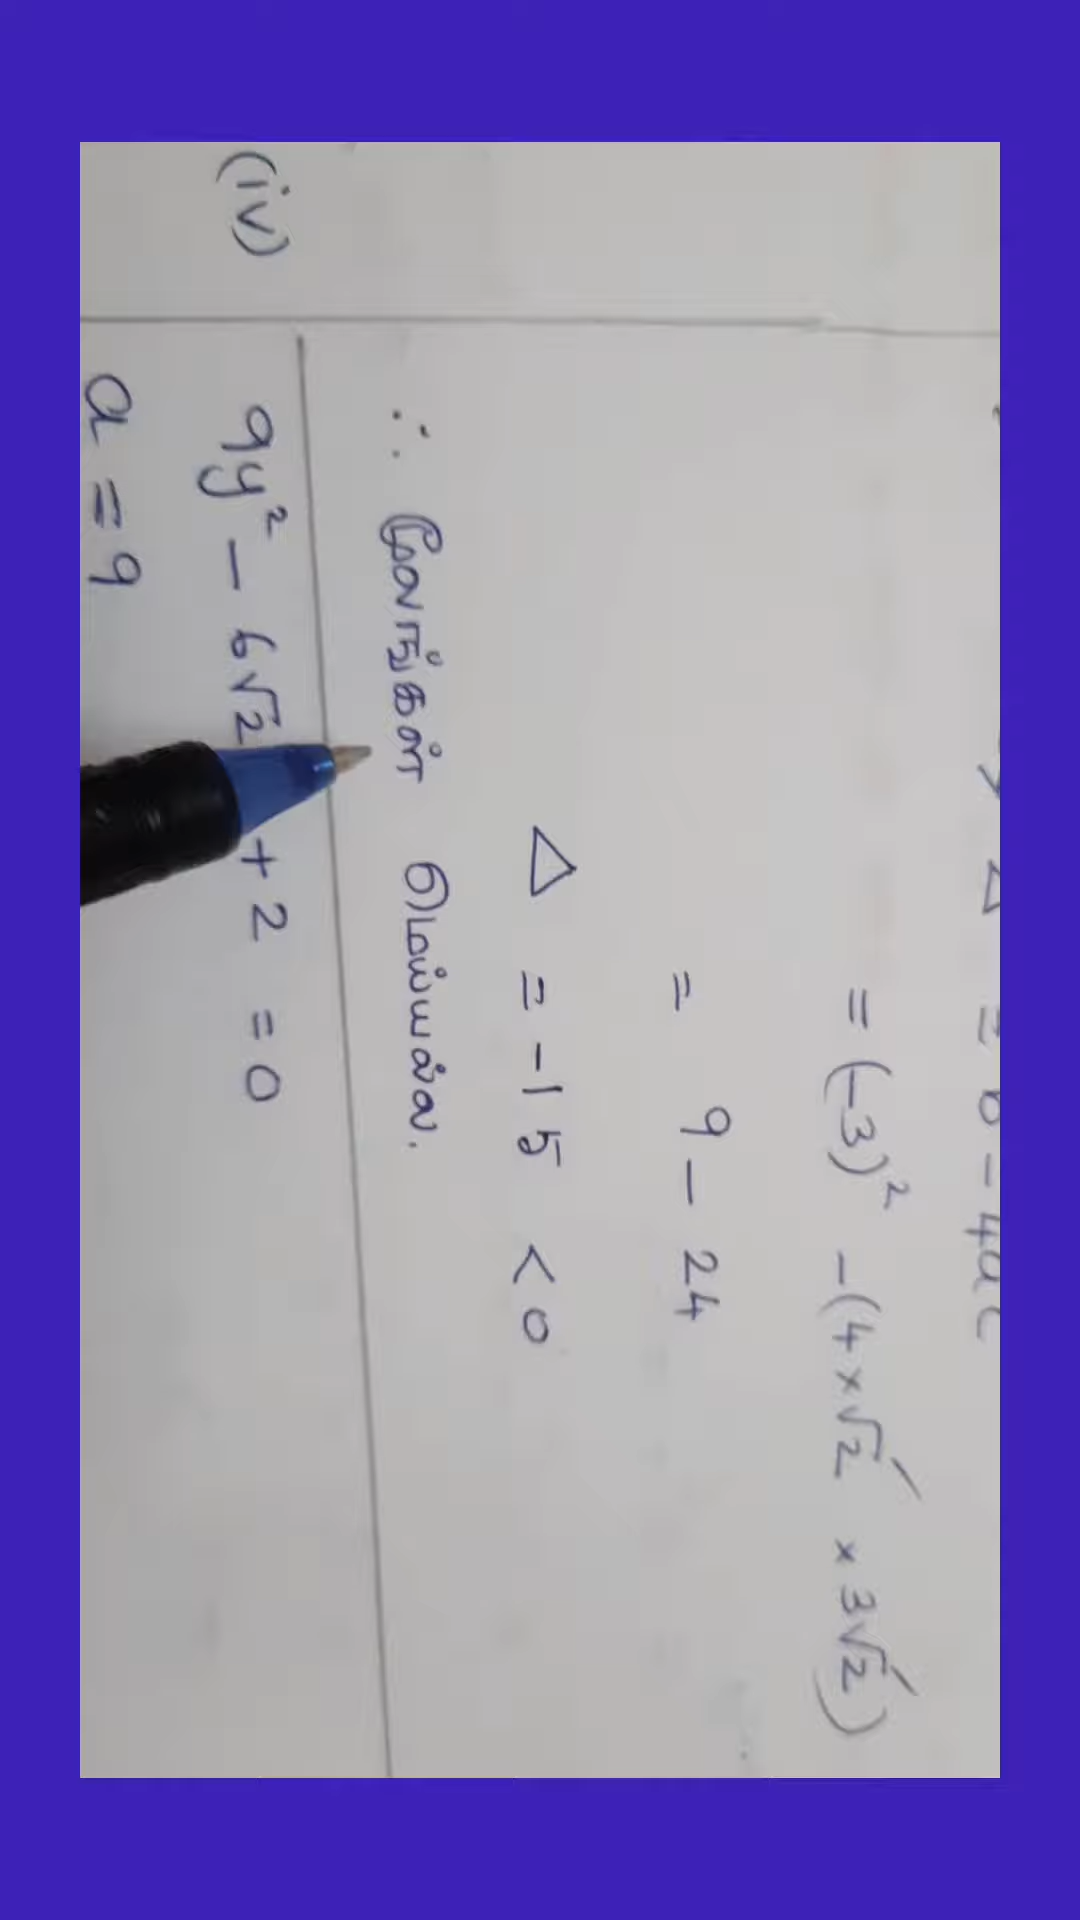 Δ = b - 4ac
= (-3)² - (4×√2 × 3√2)
= 9 - 24
Δ = -15 < 0
∴ மூலங்கள் மெய்யல்ல.
(iv) 9y² - 6√2 + 2 = 0
a = 9